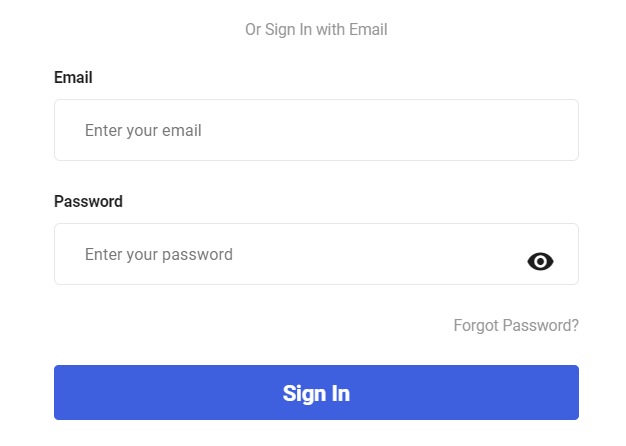 Or Sign In with Email
Email
Enter your email
Password
Enter your password
Forgot Password?
Sign In